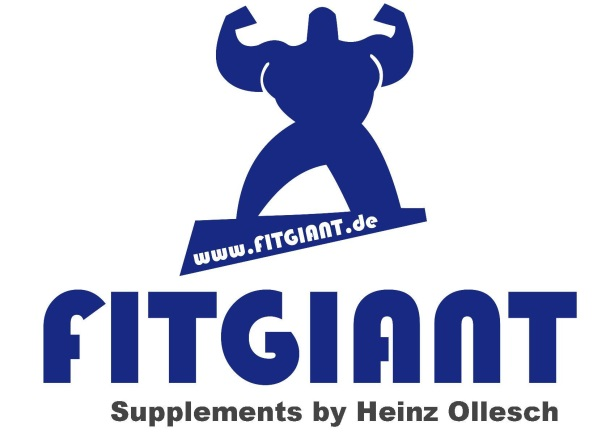 www.FITGIANT.de
FITGIANT
Supplements by Heinz Ollesch